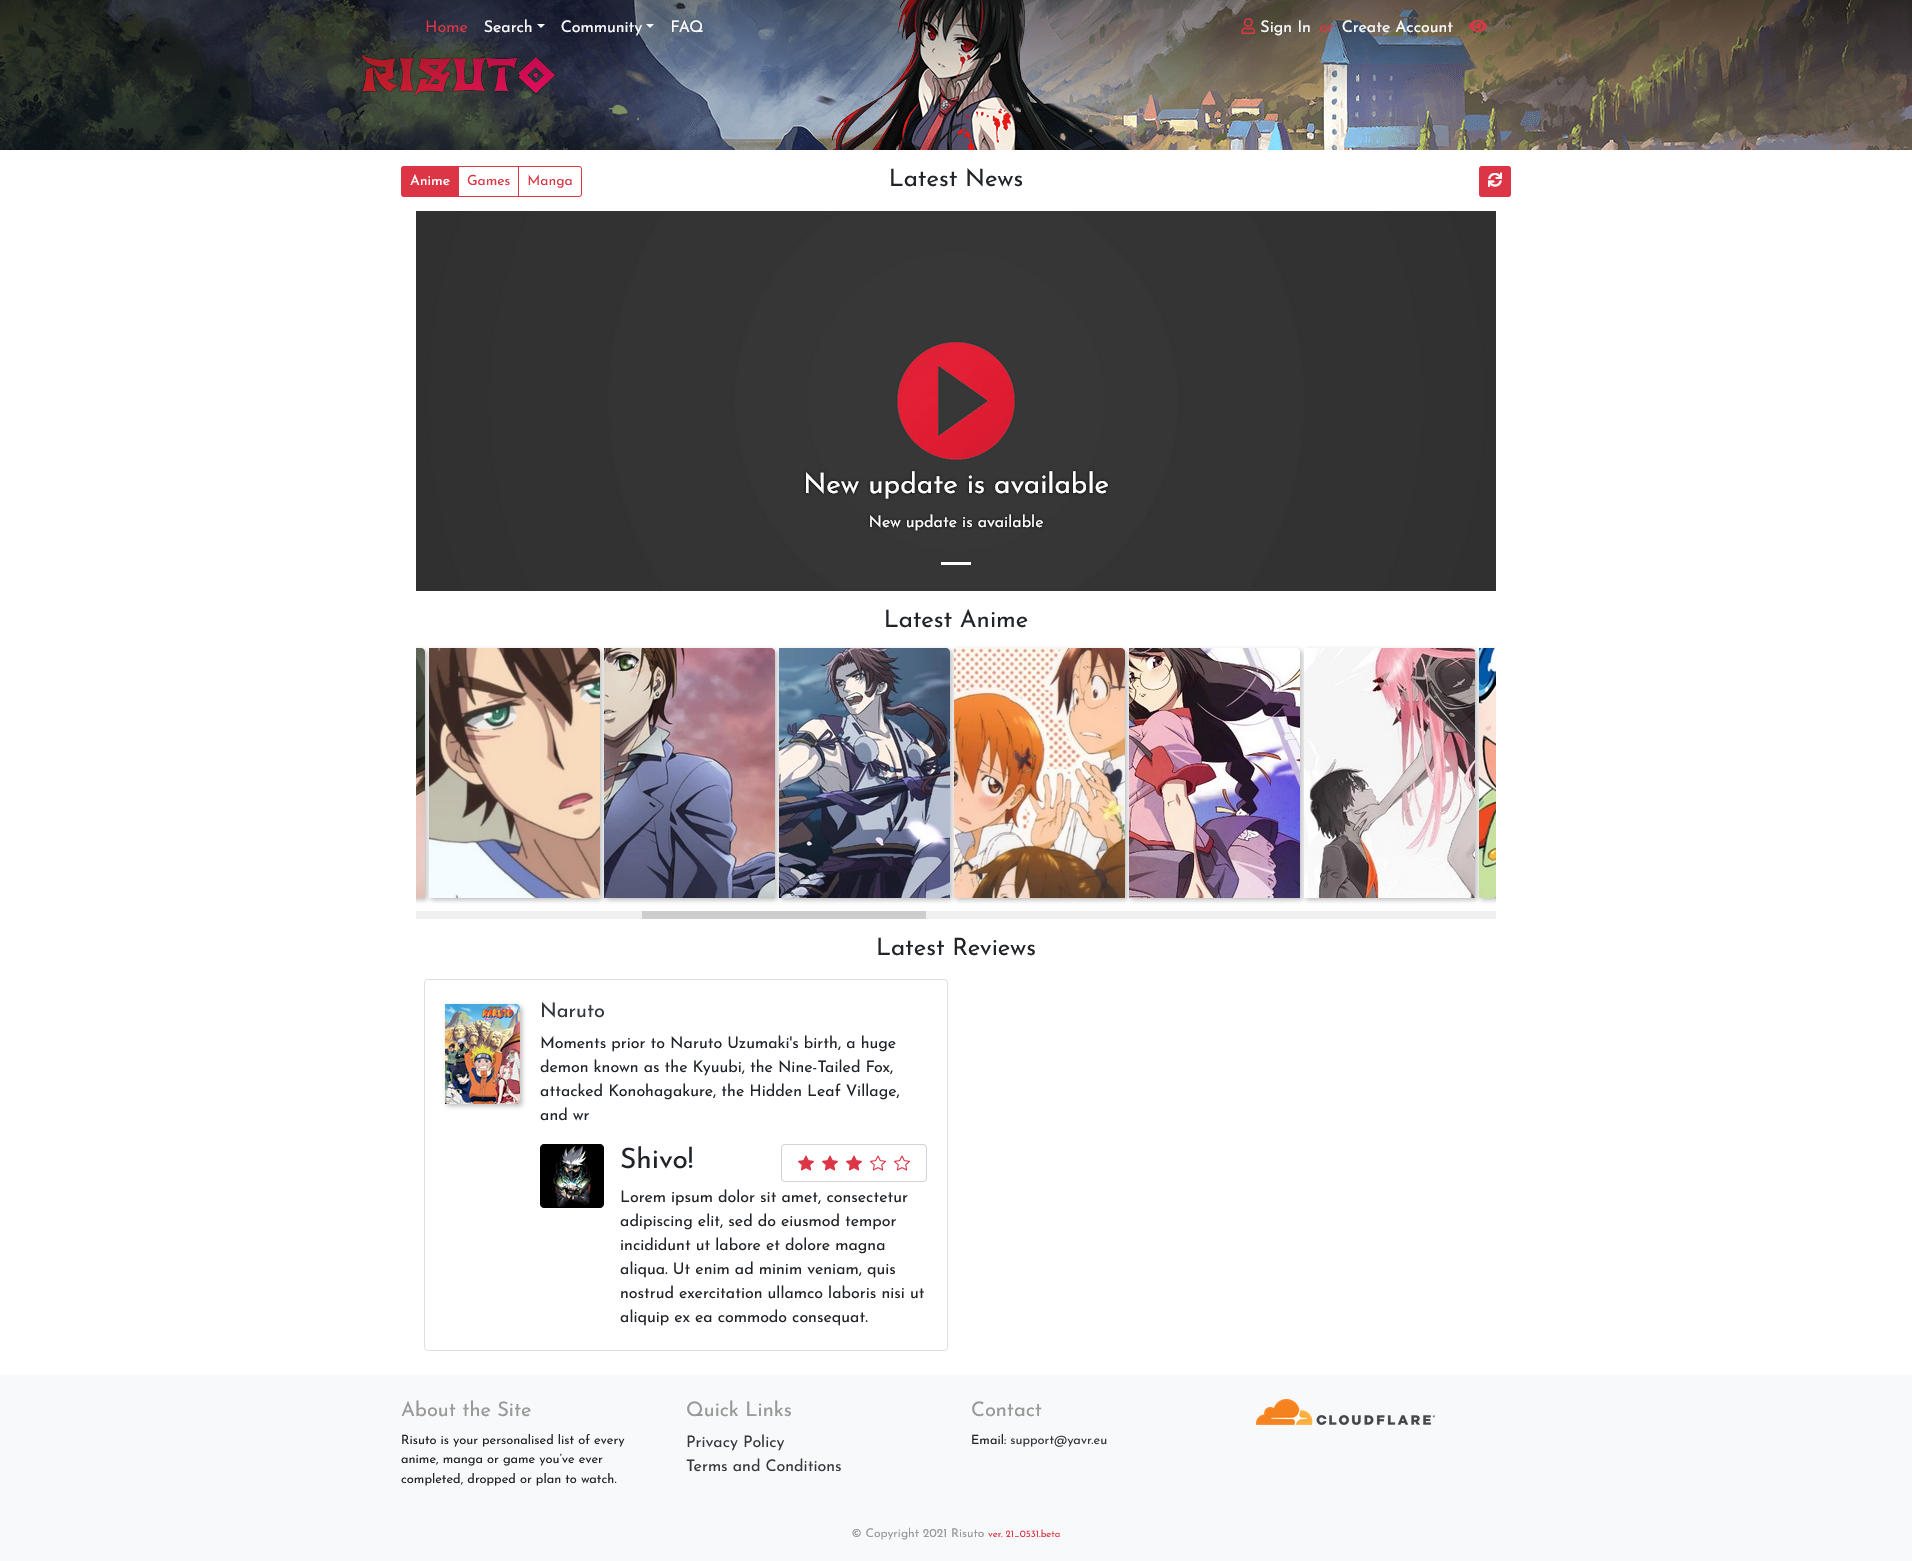 Home Search Community FAQ
Sign In or Create Account
RISUTO
Anime Games Manga
Latest News
New update is available
New update is available
Latest Anime
Latest Reviews
NARUTO
Naruto
Moments prior to Naruto Uzumaki's birth, a huge
demon known as the Kyuubi, the Nine-Tailed Fox,
attacked Konohagakure, the Hidden Leaf Village,
and wr
Shivo!
Lorem ipsum dolor sit amet, consectetur
adipiscing elit, sed do eiusmod tempor
incididunt ut labore et dolore magna
aliqua. Ut enim ad minim veniam, quis
nostrud exercitation ullamco laboris nisi ut
aliquip ex ea commodo consequat.
About the Site
Risuto is your personalised list of every
anime, manga or game you've ever
completed, dropped or plan to watch.
Quick Links
Privacy Policy
Terms and Conditions
Contact
Email: support@yavr.eu
CLOUDFLARE
© Copyright 2021 Risuto ver. 21_0531.beta